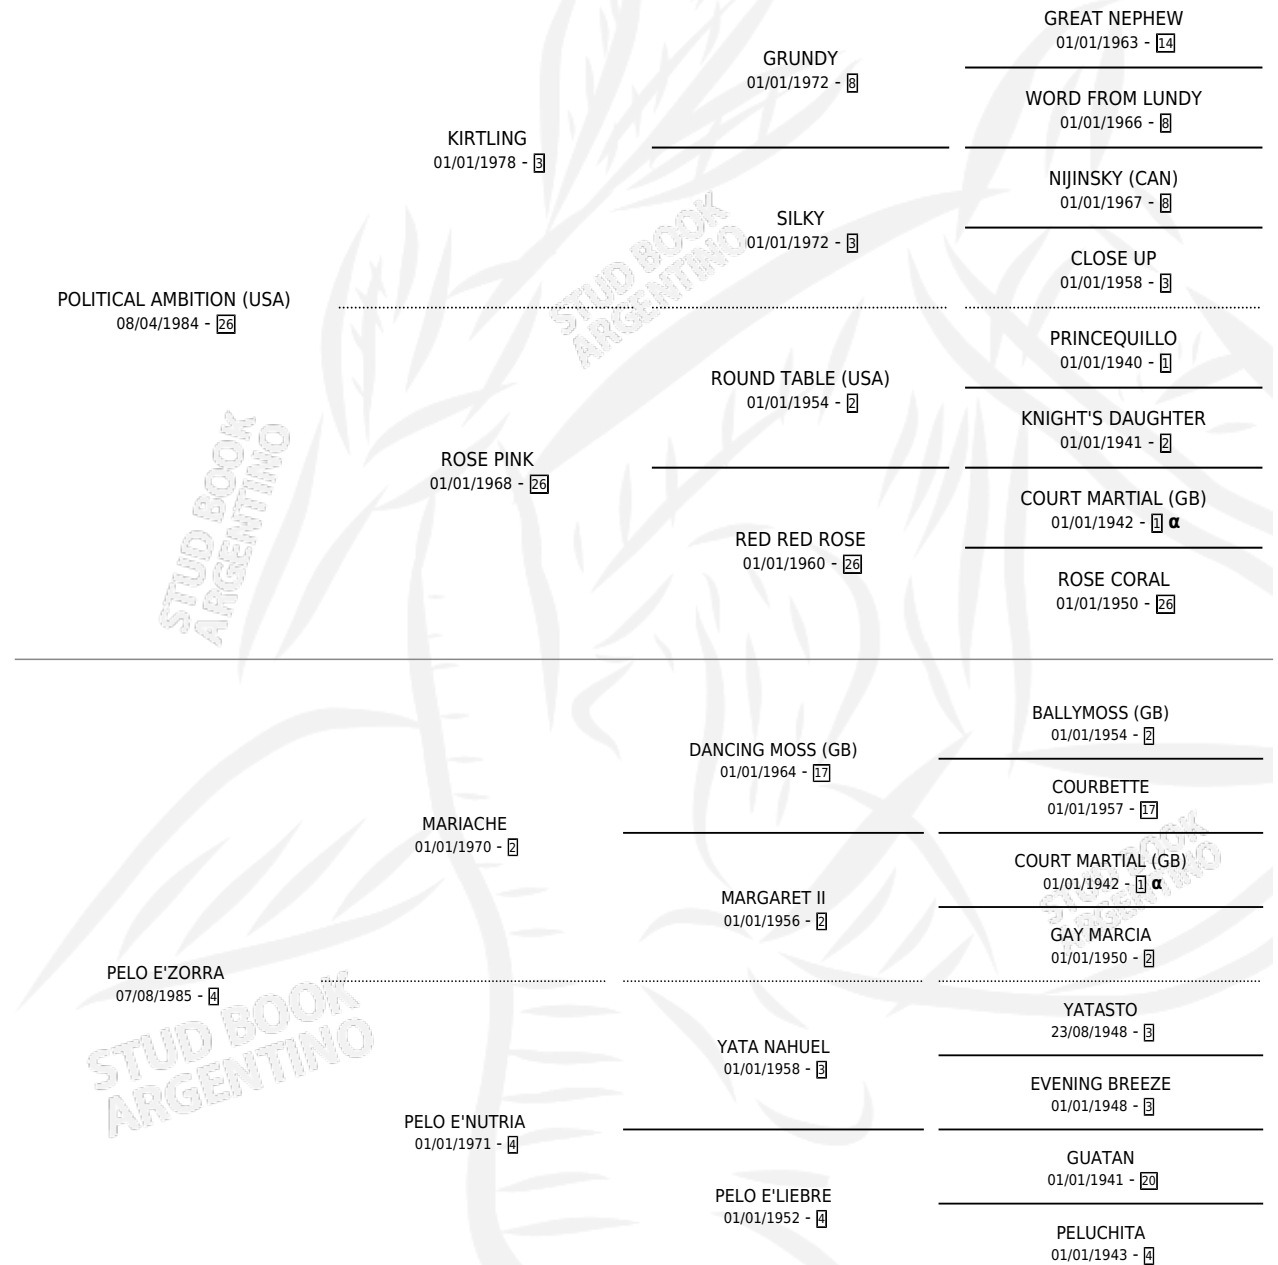 GREAT NEPHEW
01/01/1963 - 14
GRUNDY
01/01/1972 - 8
WORD FROM LUNDY
01/01/1966 - 8
KIRTLING
01/01/1978 - 3
NIJINSKY (CAN)
01/01/1967 - 8
SILKY
01/01/1972 - 3
CLOSE UP
01/01/1958 - 3
POLITICAL AMBITION (USA)
08/04/1984 - 26
PRINCEQUILLO
01/01/1940 - 1
ROUND TABLE (USA)
01/01/1954 - 2
KNIGHT'S DAUGHTER
01/01/1941 - 2
ROSE PINK
01/01/1968 - 26
COURT MARTIAL (GB)
01/01/1942 - 1 α
RED RED ROSE
01/01/1960 - 26
ROSE CORAL
01/01/1950 - 26
BALLYMOSS (GB)
01/01/1954 - 2
DANCING MOSS (GB)
01/01/1964 - 17
COURBETTE
01/01/1957 - 17
MARIACHE
01/01/1970 - 2
COURT MARTIAL (GB)
01/01/1942 - 1 α
MARGARET II
01/01/1956 - 2
GAY MARCIA
01/01/1950 - 2
PELO E'ZORRA
07/08/1985 - 4
YATASTO
23/08/1948 - 3
YATA NAHUEL
01/01/1958 - 3
EVENING BREEZE
01/01/1948 - 3
PELO E'NUTRIA
01/01/1971 - 4
GUATAN
01/01/1941 - 20
PELO E'LIEBRE
01/01/1952 - 4
PELUCHITA
01/01/1943 - 4
STUD BOOK
ARGENTINO
STUD BOOK
ARGENTINO
STUD BOOK
ARGENTINO
STUD BOOK
ARGENTINO